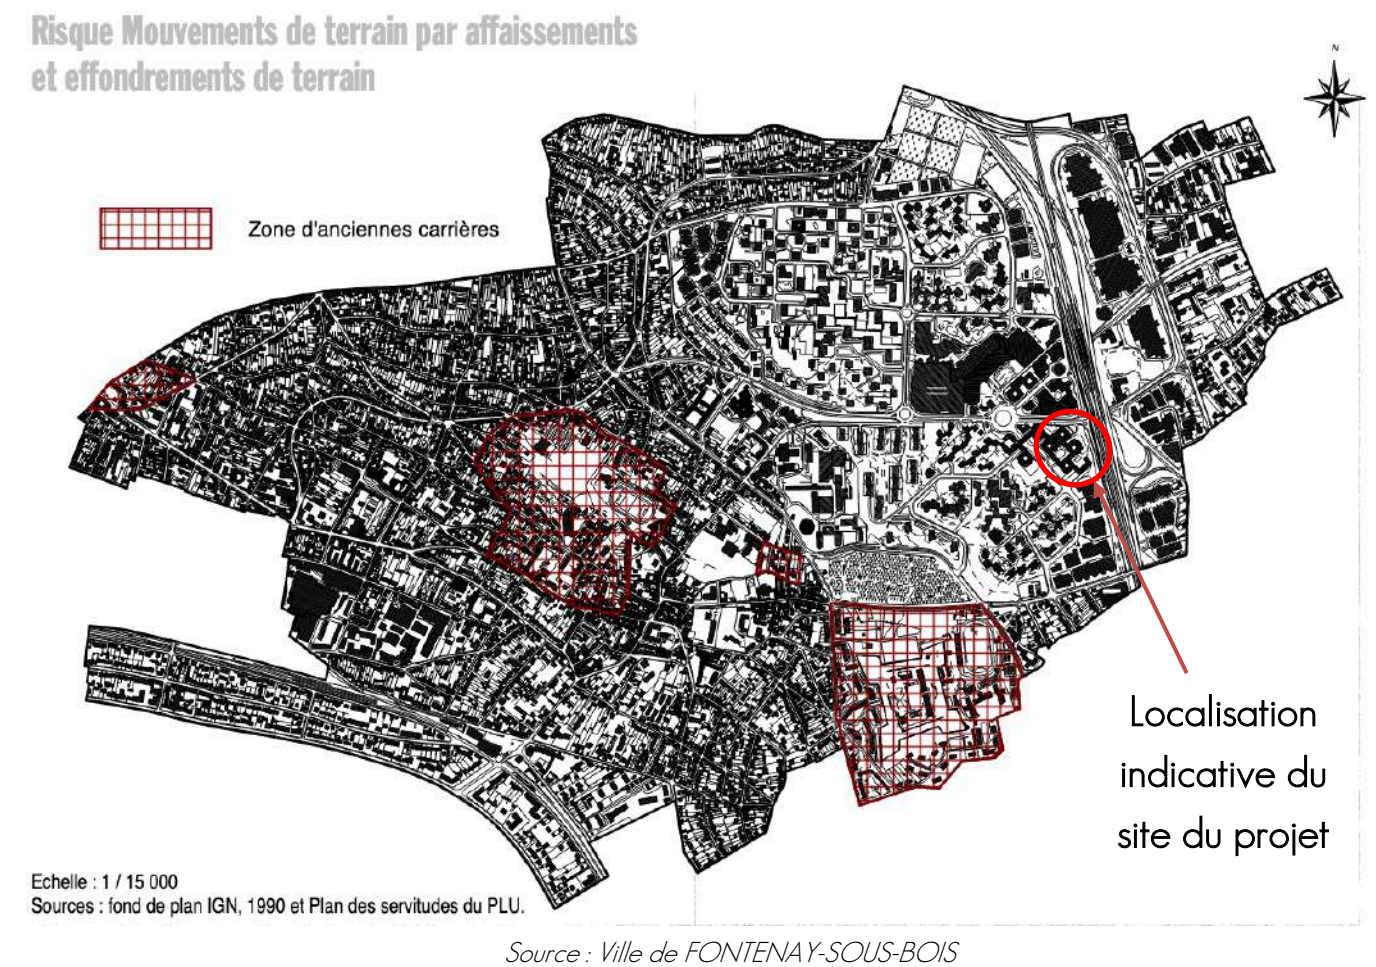 Risque Mouvements de terrain par affaissements
et effondrements de terrain
N
Zone d'anciennes carrières
Localisation
indicative du
site du projet
Echelle : 1 / 15 000
Sources : fond de plan IGN, 1990 et Plan des servitudes du PLU.
Source : Ville de FONTENAY-SOUS-BOIS